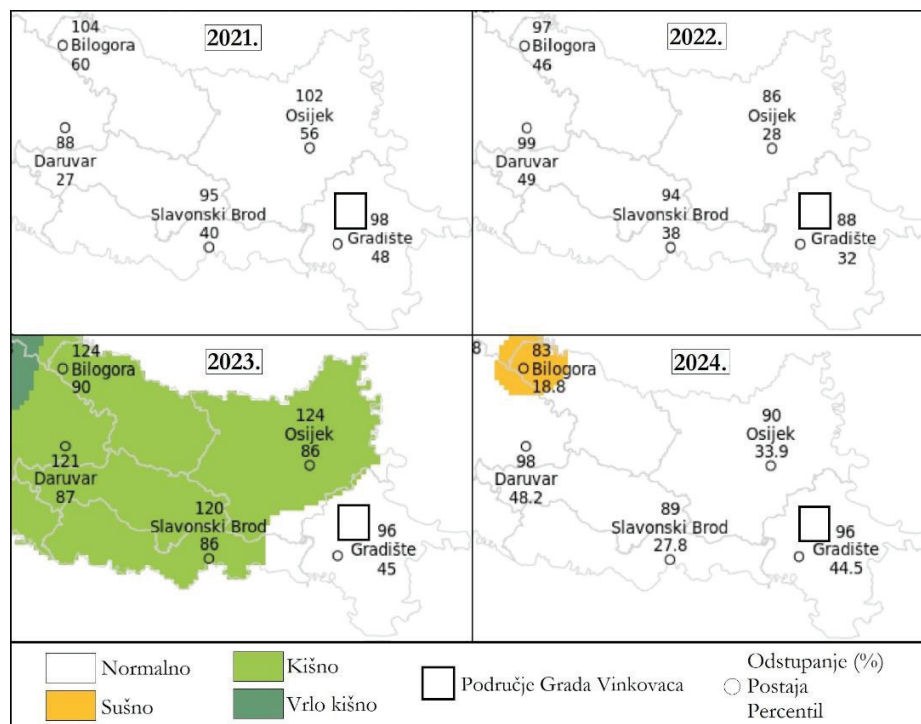 2021.
104
Bilogora
60
102
Osijek
56
88
Daruvar
27
95
Slavonski Brod
40
98
Gradište
48
2022.
97
Bilogora
46
86
Osijek
28
99
Daruvar
49
94
Slavonski Brod
38
88
Gradište
32
2023.
124
Bilogora
90
124
Osijek
86
121
Daruvar
87
120
Slavonski Brod
86
96
Gradište
45
2024.
8
83
Bilogora
18.8
90
Osijek
33.9
98
Daruvar
48.2
89
Slavonski Brod
27.8
96
Gradište
44.5
Normalno
Sušno
Kišno
Vrlo kišno
Područje Grada Vinkovaca
Odstupanje (%)
Postaja
Percentil